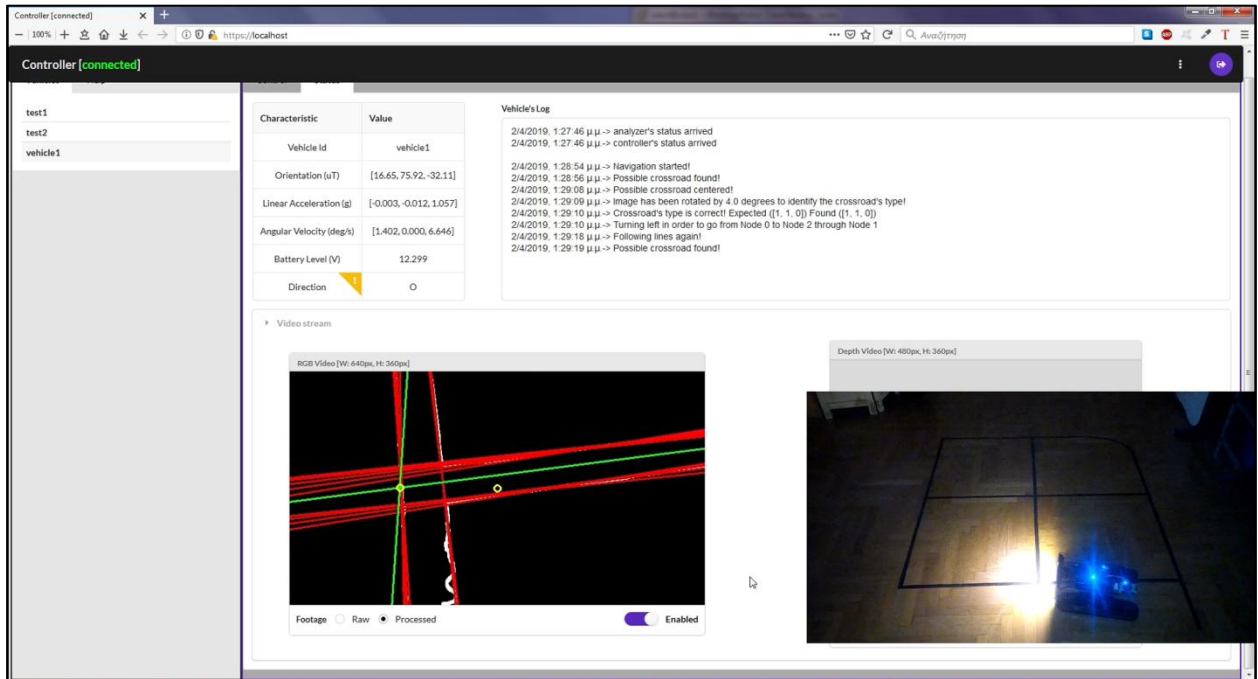 Controller [connected]
100%
https://localhost
Αναζήτηση
Controller [connected]
test1
test2
vehicle1
Characteristic Value
Vehicle Id vehicle1
Orientation (uT) [16.65, 75.92, -32.11]
Linear Acceleration (g) [-0.003, -0.012, 1.057]
Angular Velocity (deg/s) [1.402, 0.000, 6.646]
Battery Level (V) 12.299
Direction O
Vehicle's Log
2/4/2019, 1:27:46 μ.μ.-> analyzer's status arrived
2/4/2019, 1:27:46 μ.μ.-> controller's status arrived
2/4/2019, 1:28:54 μ.μ.-> Navigation started!
2/4/2019, 1:28:56 μ.μ.-> Possible crossroad found!
2/4/2019, 1:29:08 μ.μ.-> Possible crossroad centered!
2/4/2019, 1:29:09 μ.μ.-> Image has been rotated by 4.0 degrees to identify the crossroad's type!
2/4/2019, 1:29:10 μ.μ.-> Crossroad's type is correct! Expected ([1, 1, 0]) Found ([1, 1, 0])
2/4/2019, 1:29:10 μ.μ.-> Turning left in order to go from Node 0 to Node 2 through Node 1
2/4/2019, 1:29:18 μ.μ.-> Following lines again!
2/4/2019, 1:29:19 μ.μ.-> Possible crossroad found!
Video stream
RGB Video [W: 640px, H: 360px]
Depth Video [W: 480px, H: 360px]
Footage Raw Processed Enabled